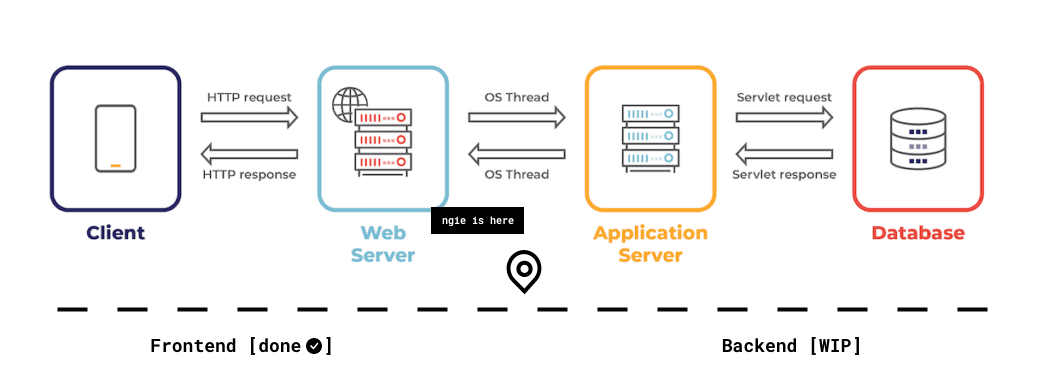 HTTP request
HTTP response
OS Thread
OS Thread
Servlet request
Servlet response
Client
Web
Server
Application
Server
Database
ngie is here
Frontend [done ]
Backend [WIP]